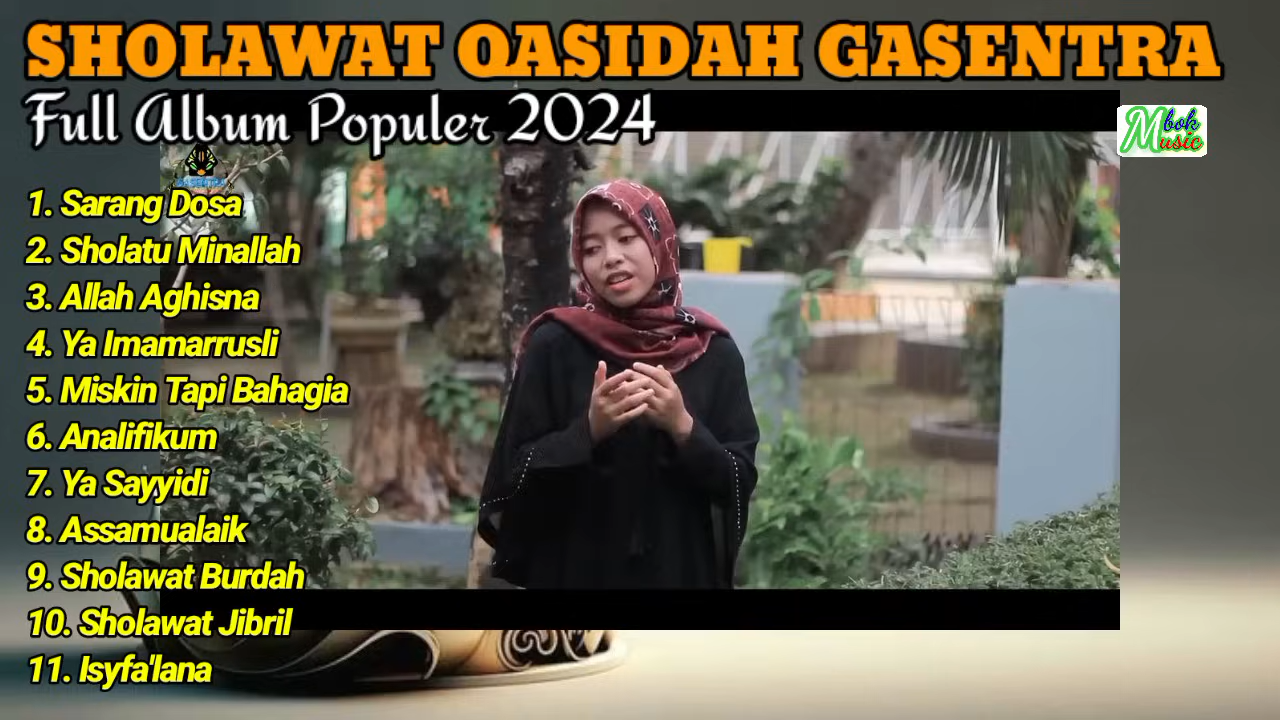 SHOLAWAT QASIDAH GASENTRA
Full Album Populer 2024
Mbok Music
GASENTRA
1. Sarang Dosa
2. Sholatu Minallah
3. Allah Aghisna
4. Ya Imamarrusli
5. Miskin Tapi Bahagia
6. Analifikum
7. Ya Sayyidi
8. Assamualaik
9. Sholawat Burdah
10. Sholawat Jibril
11. Isyfa'lana